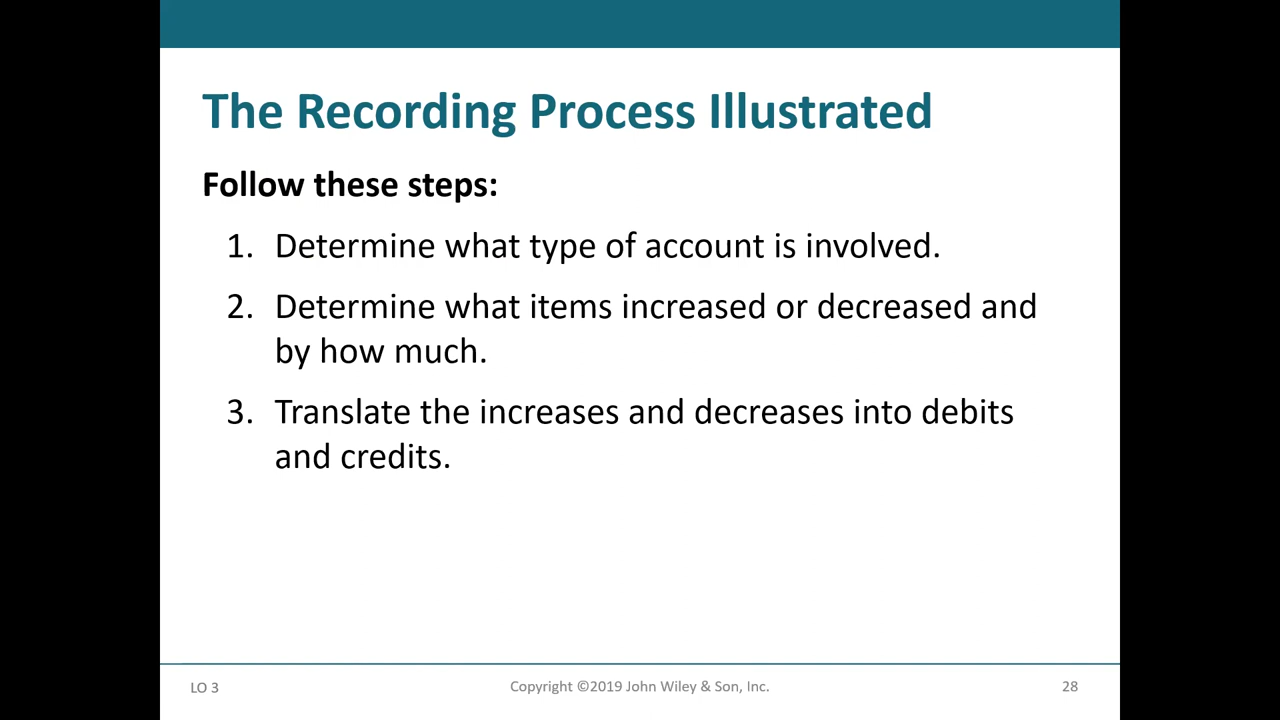 The Recording Process Illustrated
Follow these steps:
1. Determine what type of account is involved.
2. Determine what items increased or decreased and
by how much.
3. Translate the increases and decreases into debits
and credits.
LO 3
Copyright ©2019 John Wiley & Son, Inc.
28